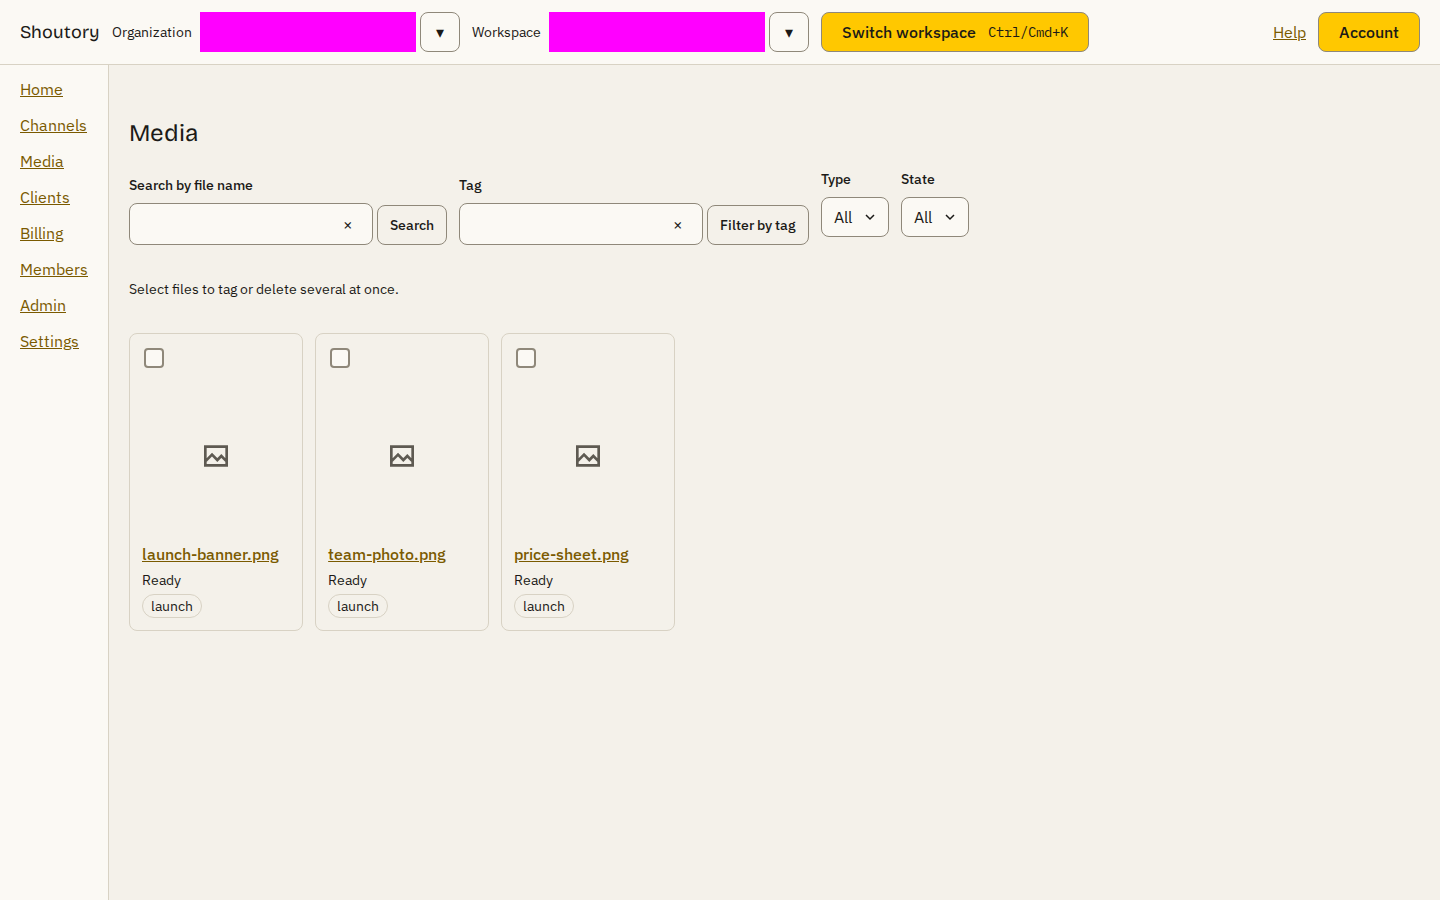 Shoutory Organization ▼ Workspace ▼ Switch workspace Ctrl/Cmd+K Help Account
Home
Channels
Media
Clients
Billing
Members
Admin
Settings
Media
Search by file name
× Search
Tag
× Filter by tag
Type
All
State
All
Select files to tag or delete several at once.
launch-banner.png
Ready
launch
team-photo.png
Ready
launch
price-sheet.png
Ready
launch